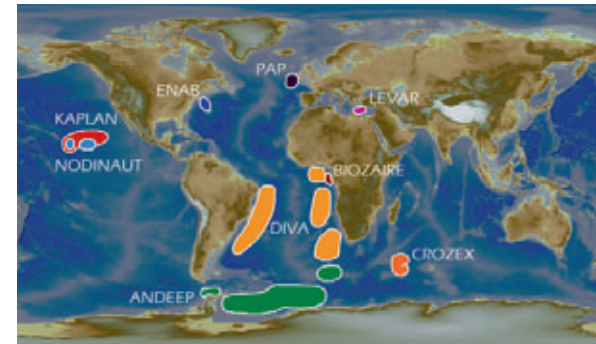 PAP
ENAB
LEVAR
KAPLAN
NODINAUT
BIOZAIRE
DIVA
CROZEX
ANDEEP